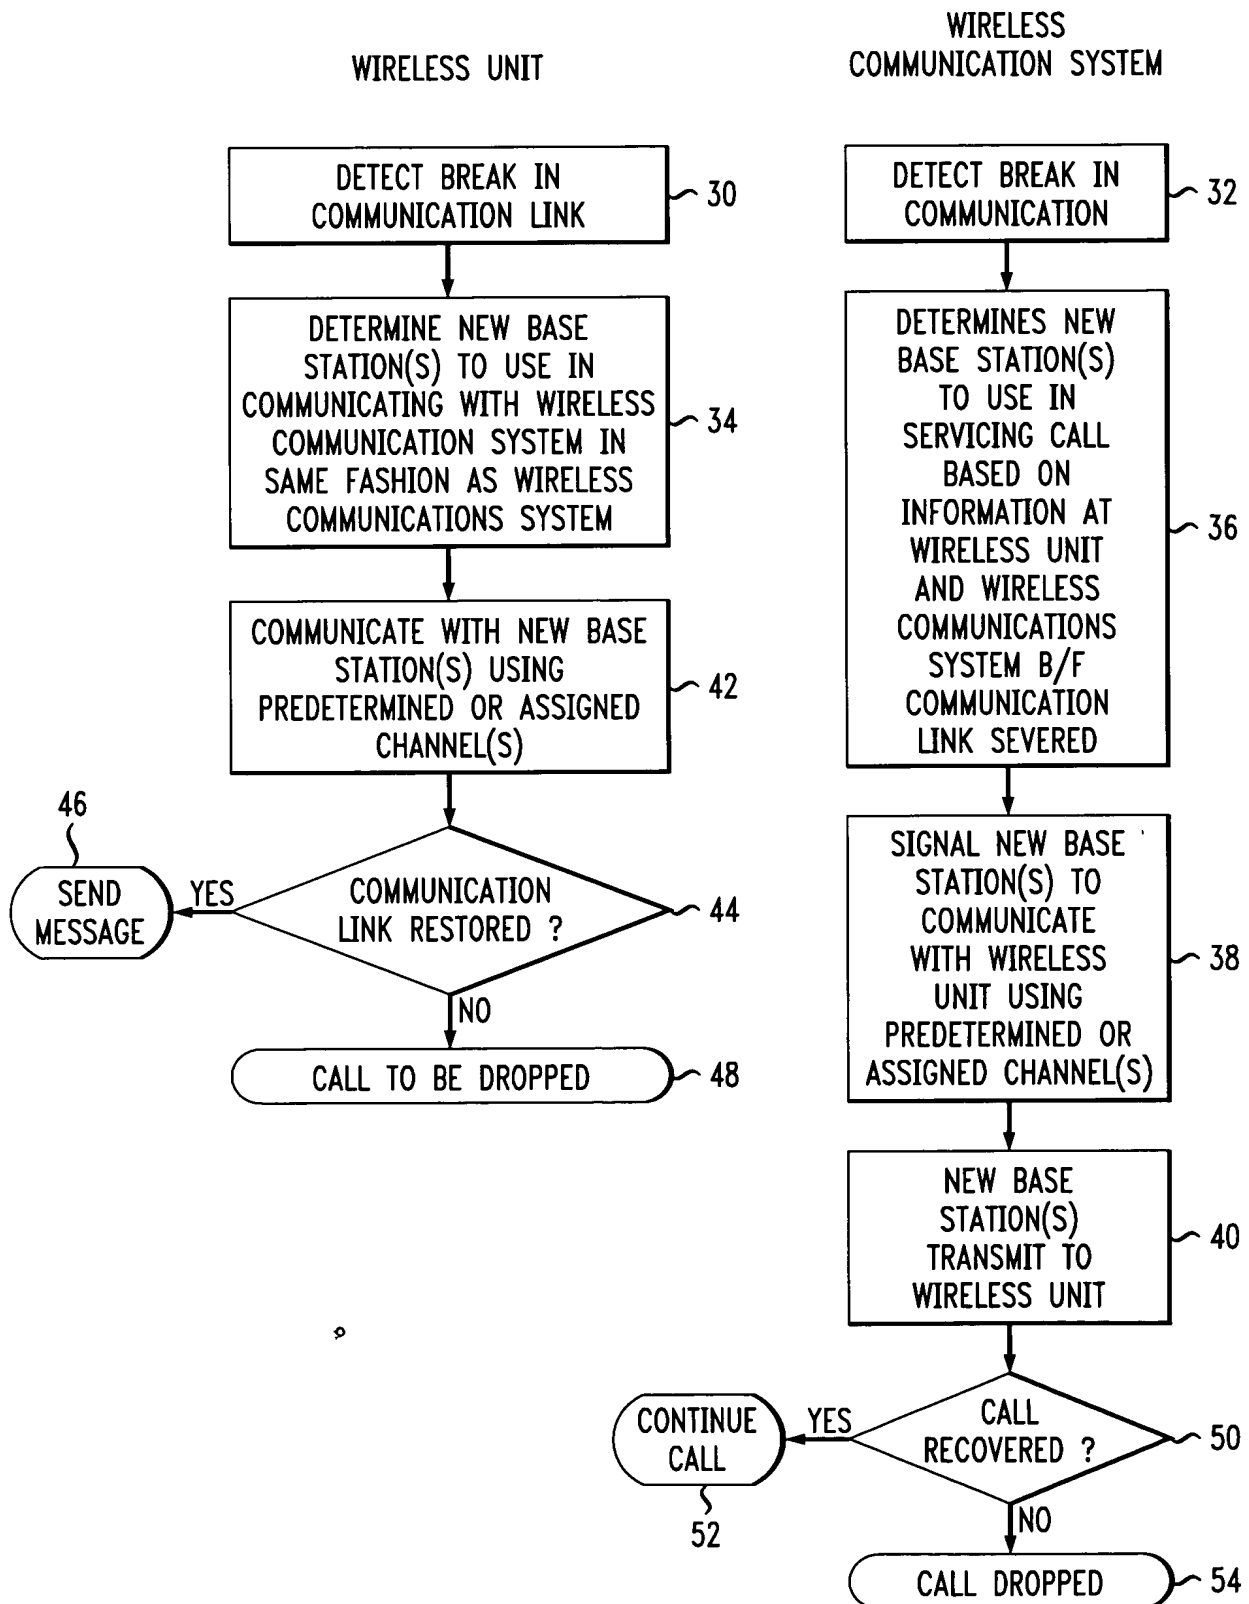 WIRELESS UNIT
DETECT BREAK IN
COMMUNICATION LINK
30
DETERMINE NEW BASE
STATION(S) TO USE IN
COMMUNICATING WITH WIRELESS
COMMUNICATION SYSTEM IN
SAME FASHION AS WIRELESS
COMMUNICATIONS SYSTEM
34
COMMUNICATE WITH NEW BASE
STATION(S) USING
PREDETERMINED OR ASSIGNED
CHANNEL(S)
42
COMMUNICATION
LINK RESTORED ?
44
YES
46
SEND
MESSAGE
NO
CALL TO BE DROPPED
48
WIRELESS
COMMUNICATION SYSTEM
DETECT BREAK IN
COMMUNICATION
32
DETERMINES NEW
BASE STATION(S)
TO USE IN
SERVICING CALL
BASED ON
INFORMATION AT
WIRELESS UNIT
AND WIRELESS
COMMUNICATIONS
SYSTEM B/F
COMMUNICATION
LINK SEVERED
36
SIGNAL NEW BASE
STATION(S) TO
COMMUNICATE
WITH WIRELESS
UNIT USING
PREDETERMINED OR
ASSIGNED CHANNEL(S)
38
NEW BASE
STATION(S)
TRANSMIT TO
WIRELESS UNIT
40
CALL
RECOVERED ?
50
YES
CONTINUE
CALL
52
NO
CALL DROPPED
54